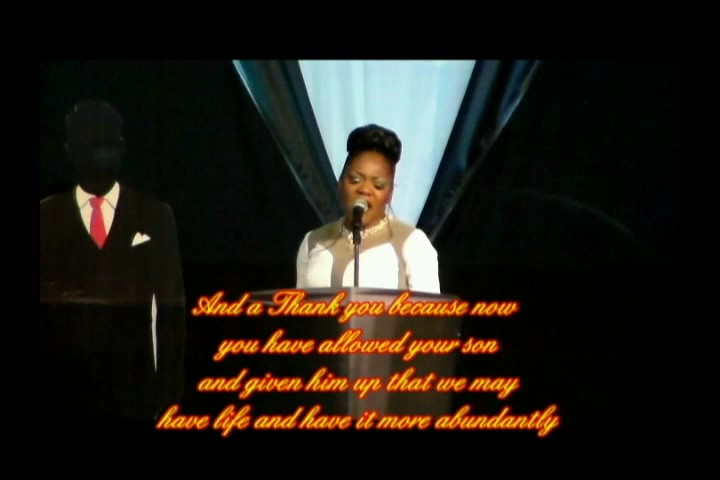 And a Thank you because now
you have allowed your son
and given him up that we may
have life and have it more abundantly